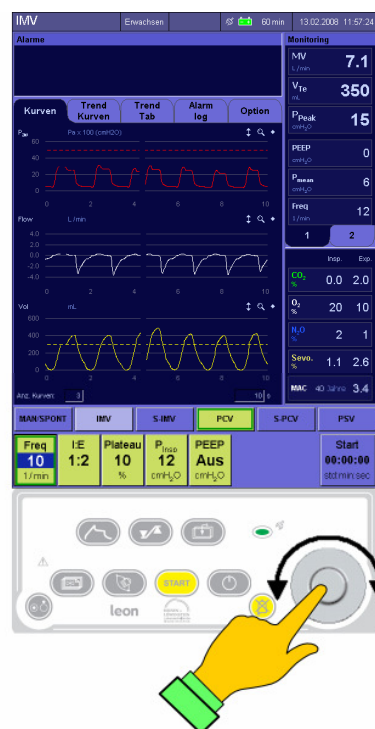 IMV Erwachsen 60 min 13.02.2008 11:57:24
Alarme
Monitoring
MV
L/min
7.1
VTe
mL
350
PPeak
cmH2O
15
PEEP
cmH2O
0
Pmean
cmH2O
6
Freq
1/min
12
1 2
Insp. Exp.
CO2
%
0.0 2.0
O2
%
20 10
N2O
%
2 1
Sevo.
%
1.1 2.6
MAC 40 Jahre 3.4
Kurven
Trend
Kurven
Trend
Tab
Alarm
log
Option
Paw Pa x 100 (cmH2O)
60
40
20
0
0 2 4 6 8 10
Flow L/min
4.0
2.0
0.0
-2.0
-4.0
0 2 4 6 8 10
Vol mL
600
400
200
0
0 2 4 6 8 10
Anz. Kurven: 3 10 s
MAN/SPONT IMV S-IMV PCV S-PCV PSV
Freq
10
1/min
I:E
1:2
Plateau
10
%
PInsp
12
cmH2O
PEEP
Aus
cmH2O
Start
00:00:00
std:min:sec
START
leon